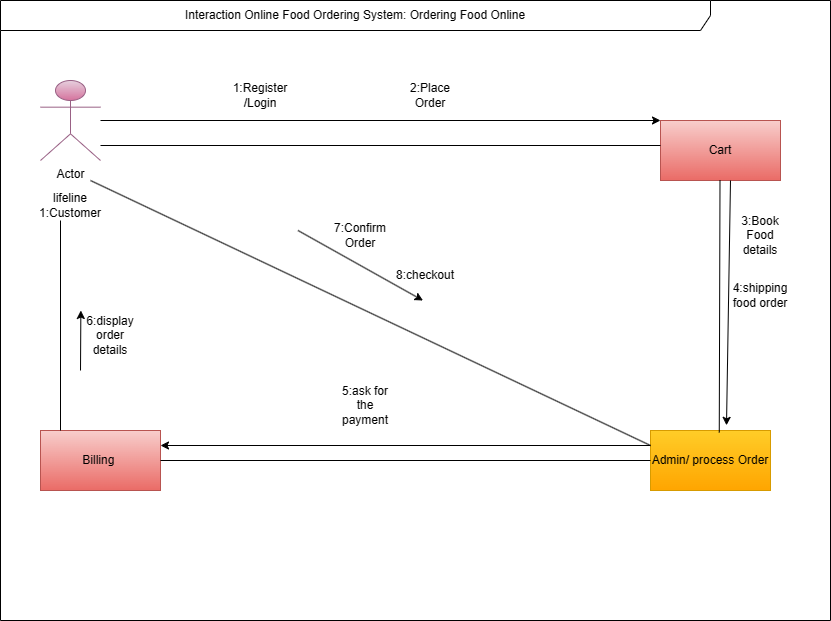 Interaction Online Food Ordering System: Ordering Food Online
1:Register
/Login
2:Place
Order
Cart
Actor
lifeline
1:Customer
7:Confirm
Order
8:checkout
3:Book
Food
details
4:shipping
food order
6:display
order
details
5:ask for
the
payment
Billing
Admin/ process Order